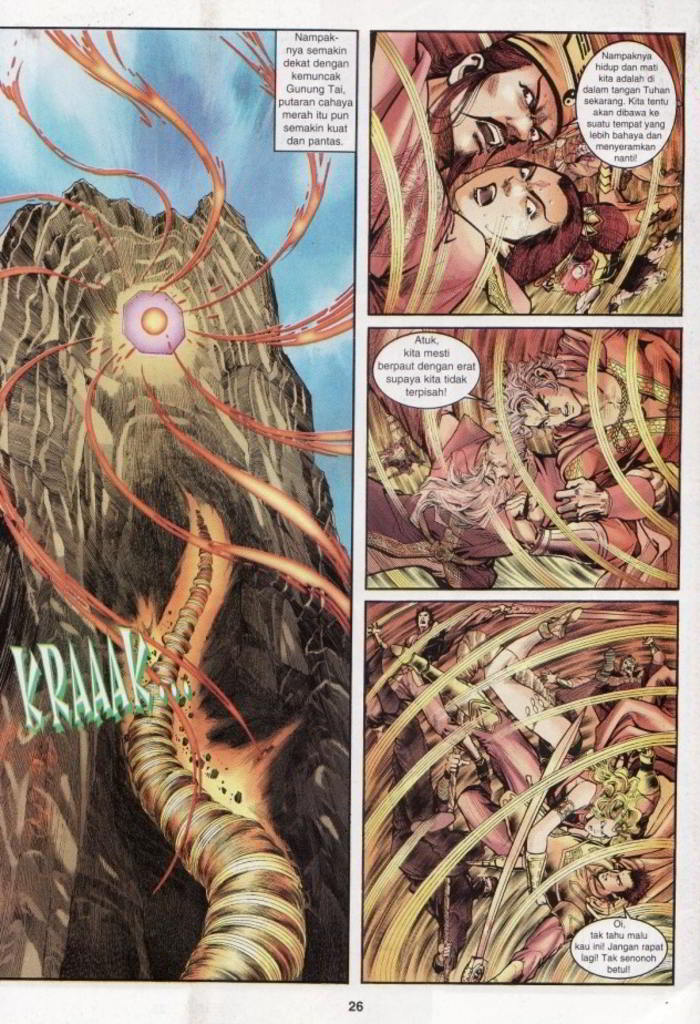 Nampak-
nya semakin
dekat dengan
kemuncak
Gunung Tai,
putaran cahaya
merah itu pun
semakin kuat
dan pantas.
KRAAAK...
Nampaknya
hidup dan mati
kita adalah di
dalam tangan Tuhan
sekarang. Kita tentu
akan dibawa ke
suatu tempat yang
lebih bahaya dan
menyeramkan
nanti!
Atuk,
kita mesti
berpaut dengan erat
supaya kita tidak
terpisah!
Oi,
tak tahu malu
kau ini! Jangan rapat
lagi! Tak senonoh
betul!
26